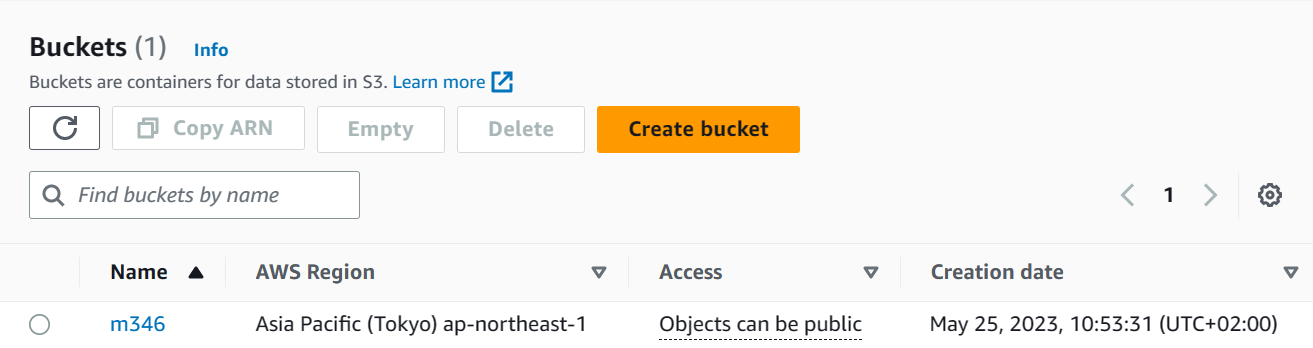 Buckets (1) Info
Buckets are containers for data stored in S3. Learn more
Copy ARN Empty Delete Create bucket
Find buckets by name 1
Name AWS Region Access Creation date
m346 Asia Pacific (Tokyo) ap-northeast-1 Objects can be public May 25, 2023, 10:53:31 (UTC+02:00)